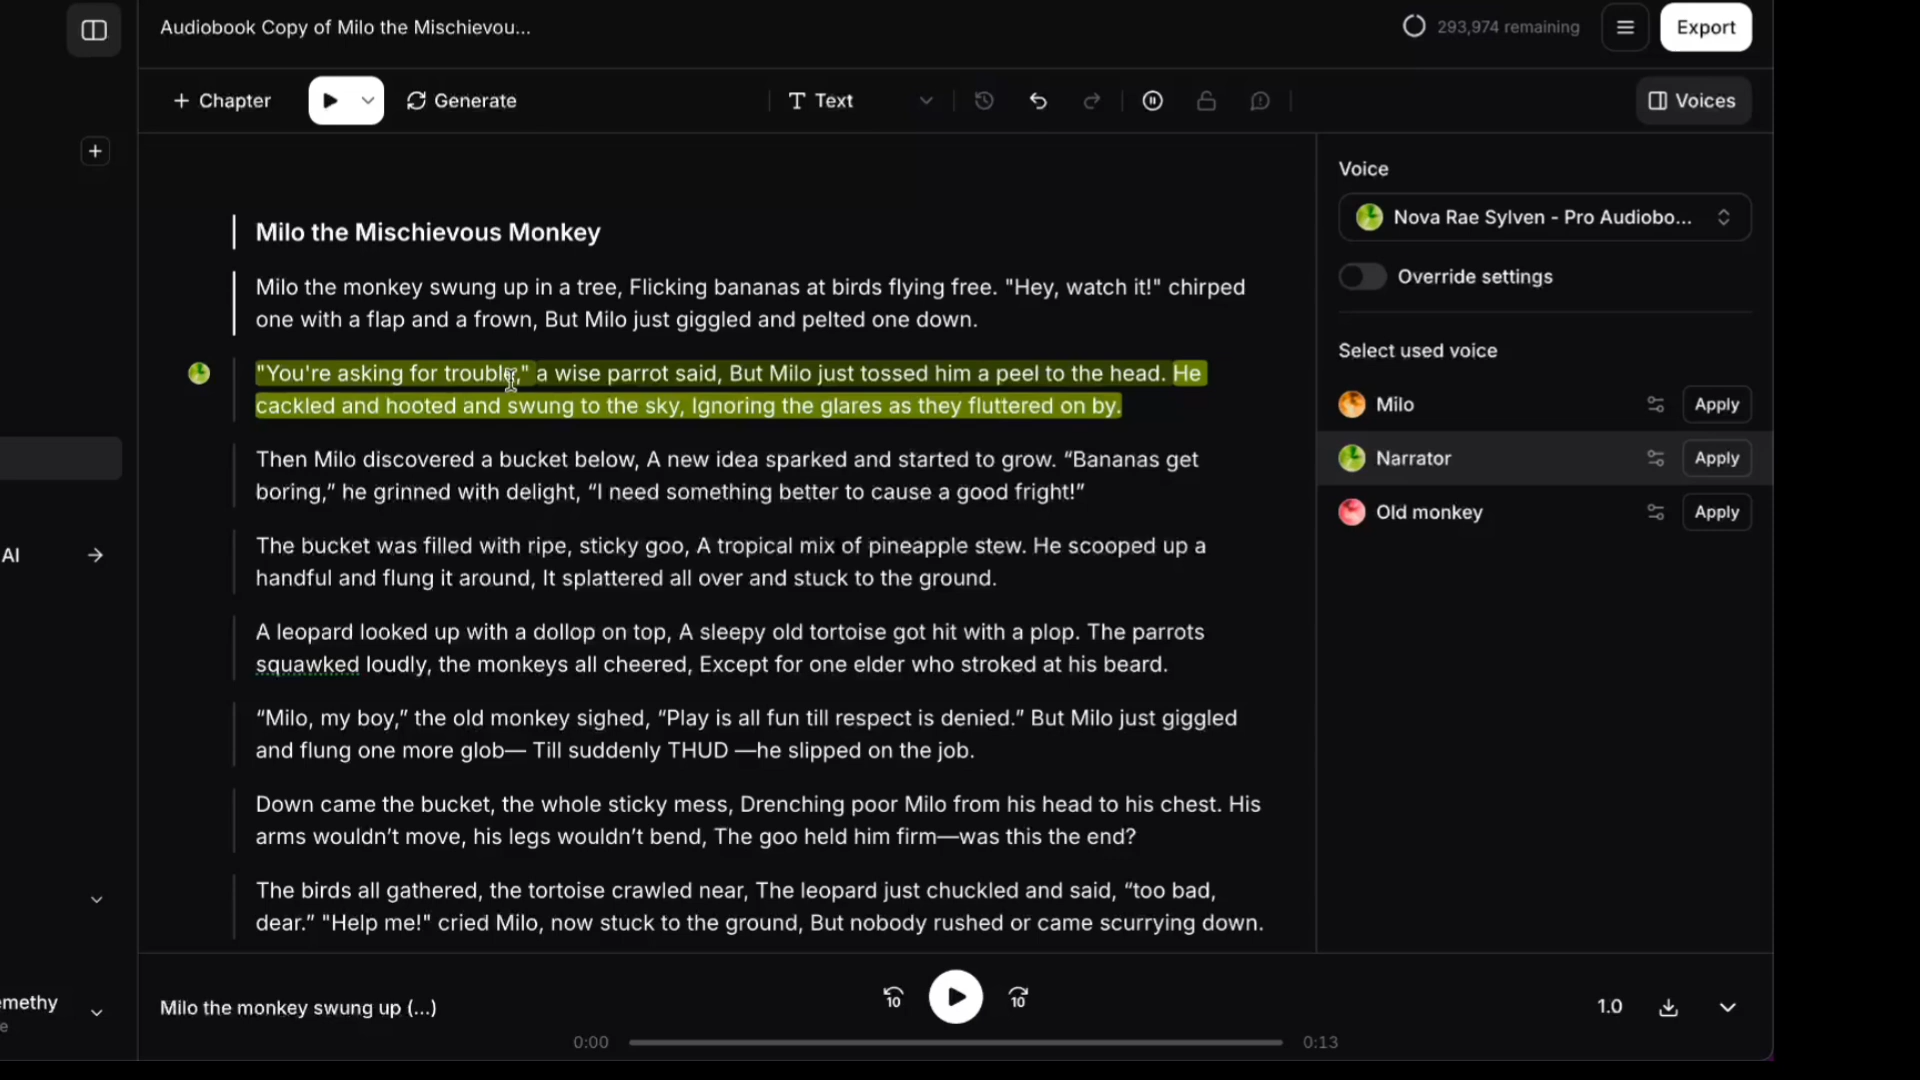 Audiobook Copy of Milo the Mischievou...
293,974 remaining
Export
+ Chapter
Generate
Text
Voices
Milo the Mischievous Monkey
Milo the monkey swung up in a tree, Flicking bananas at birds flying free. "Hey, watch it!" chirped
one with a flap and a frown, But Milo just giggled and pelted one down.
"You're asking for trouble," a wise parrot said, But Milo just tossed him a peel to the head. He
cackled and hooted and swung to the sky, Ignoring the glares as they fluttered on by.
Then Milo discovered a bucket below, A new idea sparked and started to grow. “Bananas get
boring,” he grinned with delight, “I need something better to cause a good fright!”
The bucket was filled with ripe, sticky goo, A tropical mix of pineapple stew. He scooped up a
handful and flung it around, It splattered all over and stuck to the ground.
A leopard looked up with a dollop on top, A sleepy old tortoise got hit with a plop. The parrots
squawked loudly, the monkeys all cheered, Except for one elder who stroked at his beard.
“Milo, my boy,” the old monkey sighed, “Play is all fun till respect is denied.” But Milo just giggled
and flung one more glob— Till suddenly THUD —he slipped on the job.
Down came the bucket, the whole sticky mess, Drenching poor Milo from his head to his chest. His
arms wouldn’t move, his legs wouldn’t bend, The goo held him firm—was this the end?
The birds all gathered, the tortoise crawled near, The leopard just chuckled and said, “too bad,
dear.” "Help me!" cried Milo, now stuck to the ground, But nobody rushed or came scurrying down.
Voice
Nova Rae Sylven - Pro Audiobo...
Override settings
Select used voice
Milo
Apply
Narrator
Apply
Old monkey
Apply
AI
emethy
e
Milo the monkey swung up (...)
10
10
0:00
0:13
1.0